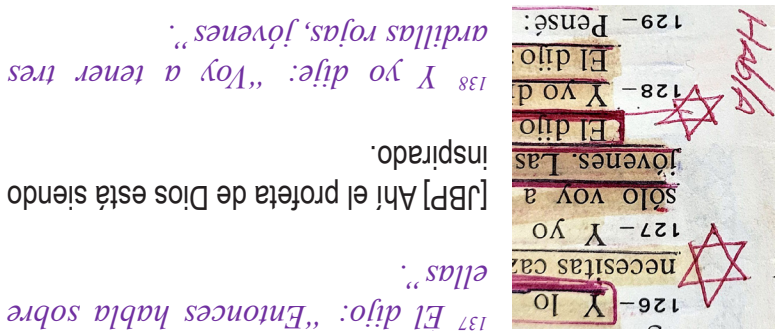 126– Y lo
necesitas caz
127– Y yo
sólo voy a
jóvenes. Las
El dijo
128– Y yo di
El dijo
129– Pensé:
Habla
137 El dijo: "Entonces habla sobre
ellas".
[JBP] Ahí el profeta de Dios está siendo
inspirado.
138 Y yo dije: "Voy a tener tres
ardillas rojas, jóvenes".